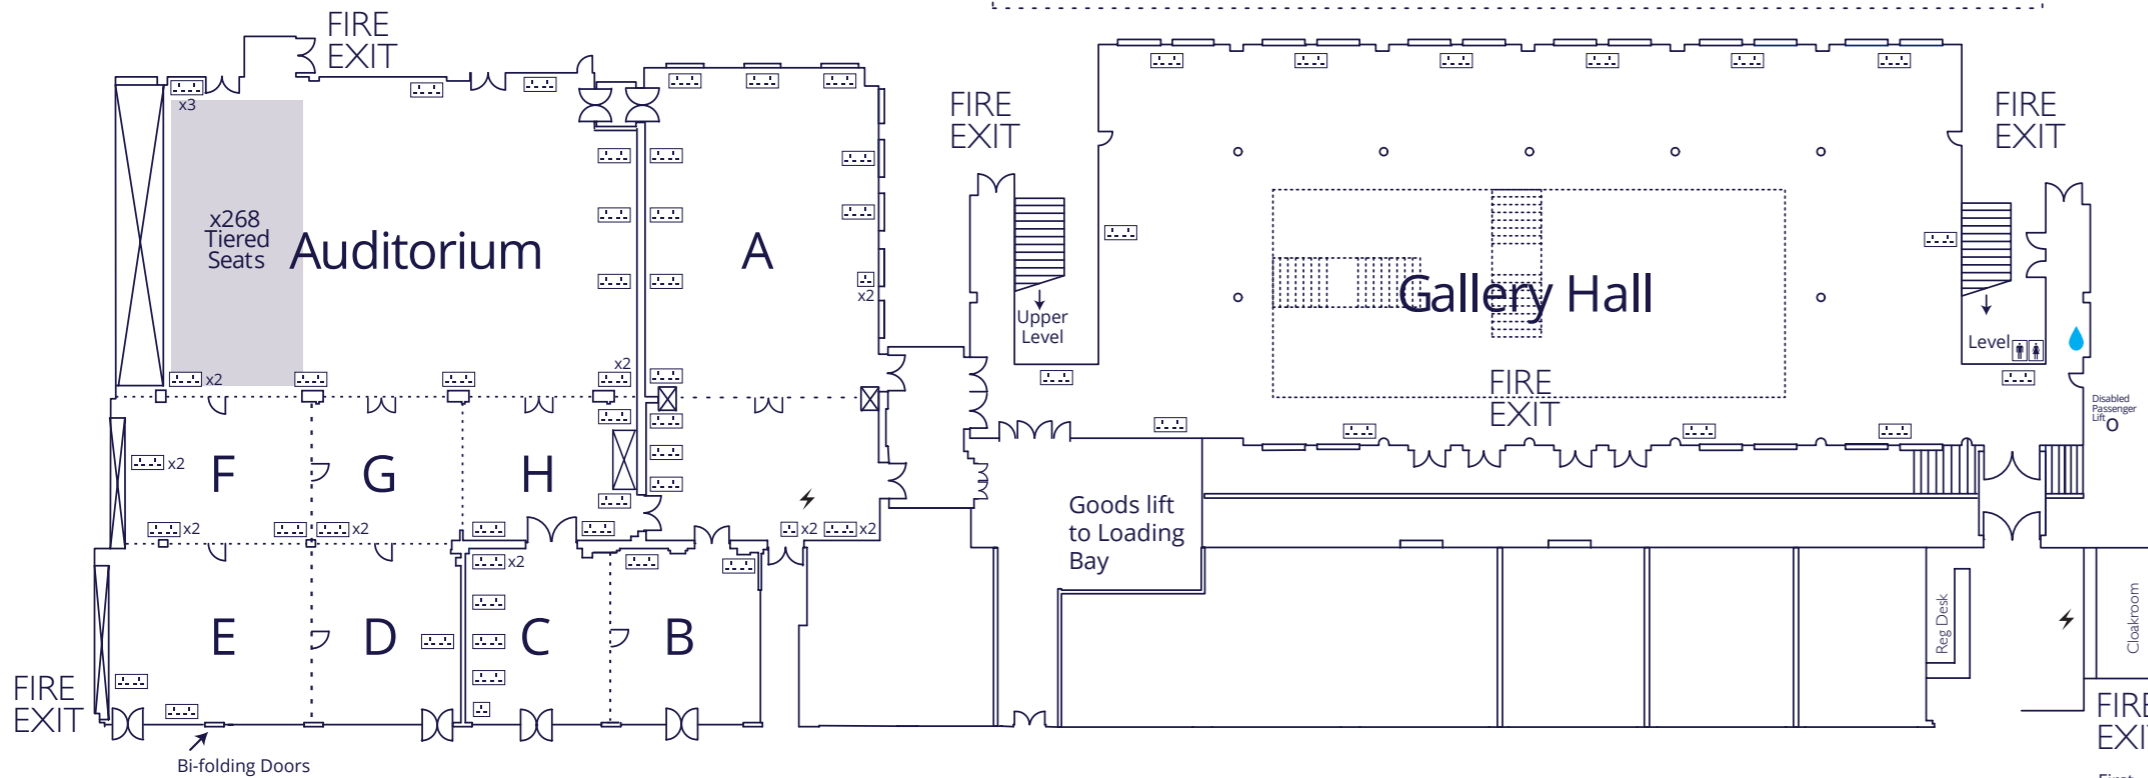 FIRE
EXIT
x3
x268
Tiered
Seats
Auditorium
x2
x2
A
x2
FIRE
EXIT
Upper
Level
Gallery Hall
FIRE
EXIT
FIRE
EXIT
Level
Disabled
Passenger
Lift
F
G
H
x2
x2
x2
x2
x2
x2
E
D
C
B
Goods lift
to Loading
Bay
Reg Desk
Cloakroom
FIRE
EXIT
Bi-folding Doors
FIRE
EXIT